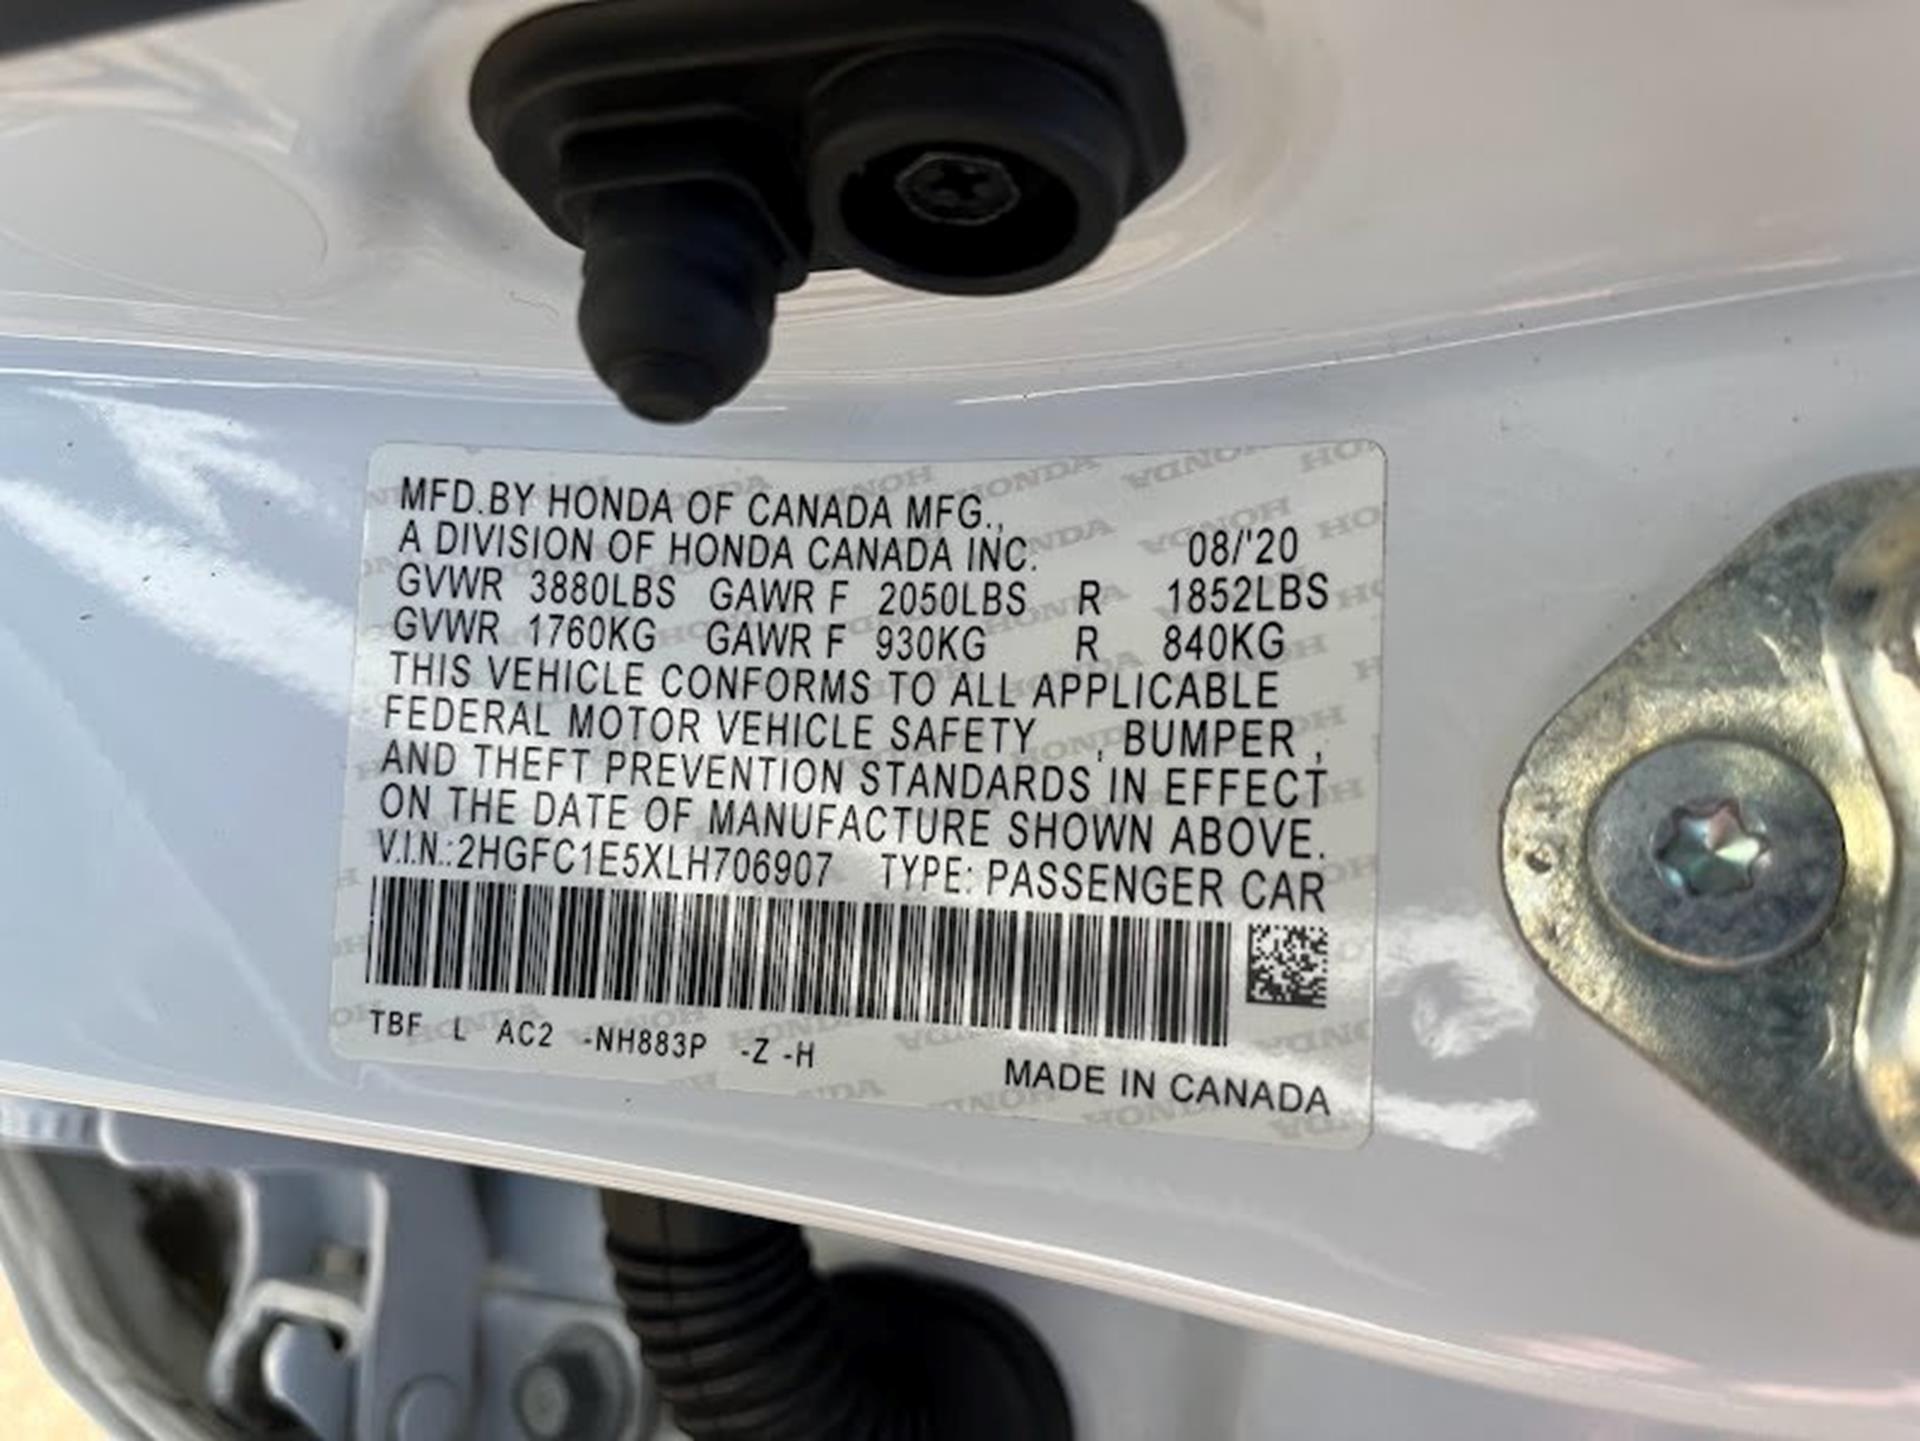 MFD.BY HONDA OF CANADA MFG.,
A DIVISION OF HONDA CANADA INC. 08/'20
GVWR 3880LBS GAWR F 2050LBS R 1852LBS
GVWR 1760KG GAWR F 930KG R 840KG
THIS VEHICLE CONFORMS TO ALL APPLICABLE
FEDERAL MOTOR VEHICLE SAFETY , BUMPER ,
AND THEFT PREVENTION STANDARDS IN EFFECT
ON THE DATE OF MANUFACTURE SHOWN ABOVE.
V.I.N.:2HGFC1E5XLH706907 TYPE: PASSENGER CAR
TBF L AC2 -NH883P -Z -H
MADE IN CANADA